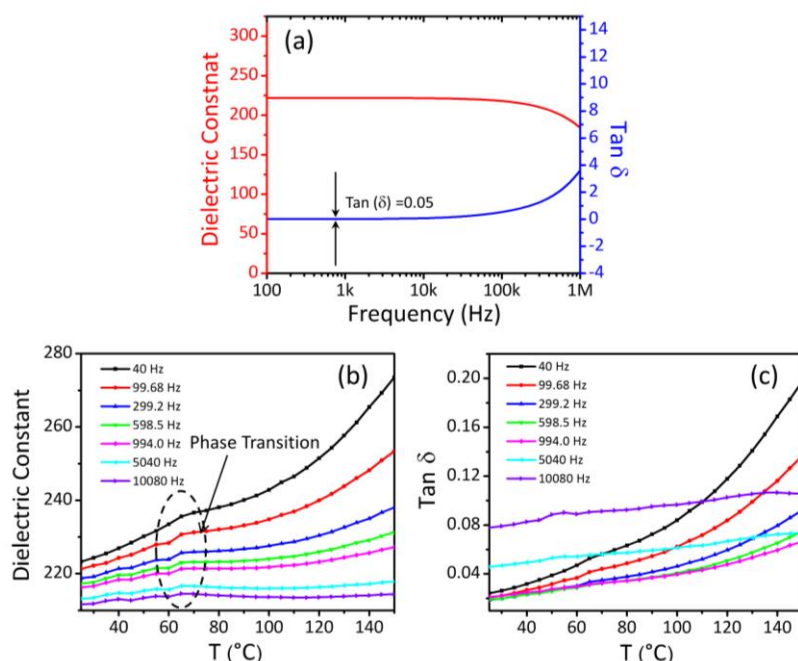 (a)
300
250
200
150
100
50
0
Dielectric Constnat
14
12
10
8
6
4
2
0
-2
-4
Tan δ
Tan (δ) =0.05
100 1k 10k 100k 1M
Frequency (Hz)
(b)
280
260
240
220
Dielectric Constant
40 Hz
99.68 Hz
299.2 Hz
598.5 Hz
994.0 Hz
5040 Hz
10080 Hz
Phase Transition
40 60 80 100 120 140
T (°C)
(c)
0.20
0.16
0.12
0.08
0.04
Tan δ
40 Hz
99.68 Hz
299.2 Hz
598.5 Hz
994.0 Hz
5040 Hz
10080 Hz
40 60 80 100 120 140
T (°C)